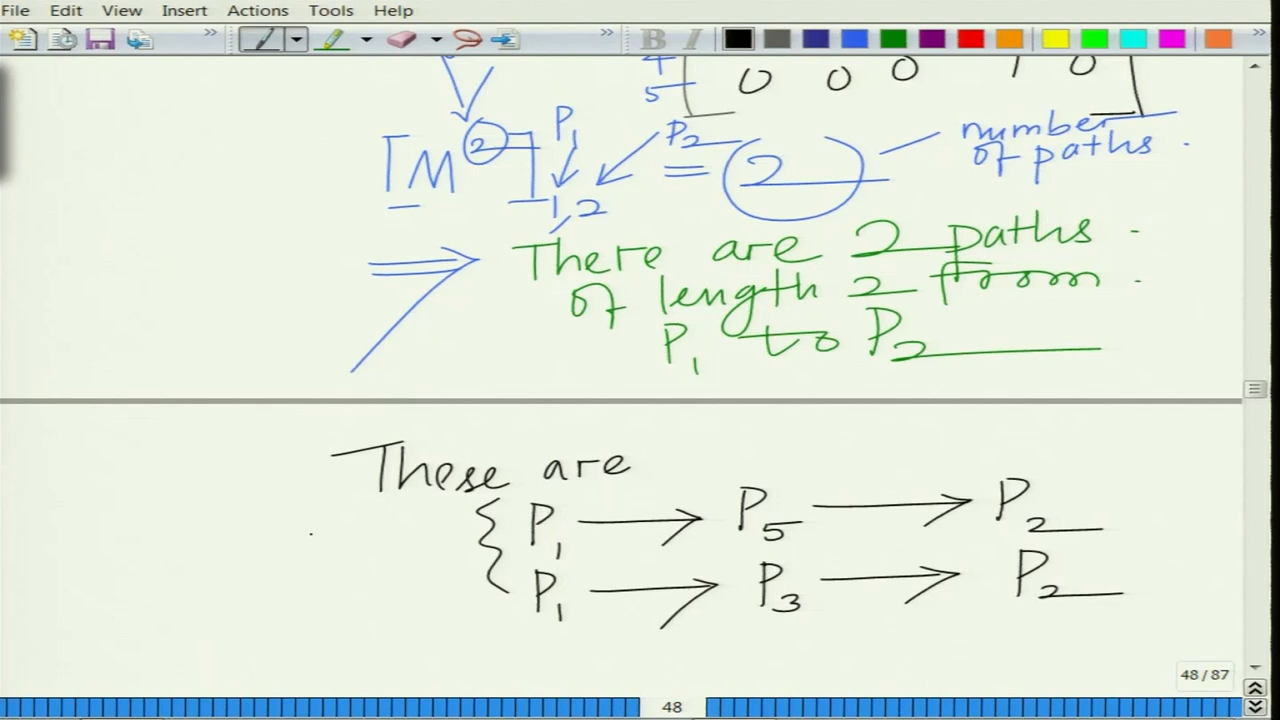 File Edit View Insert Actions Tools Help
B I
4
5 0 0 0 1 0
[M²]1,2 = 2
P1 P2
number
of paths.
There are 2 paths.
of length 2 from.
P1 to P2
These are
{ P1 → P5 → P2
P1 → P3 → P2
48 / 87
48